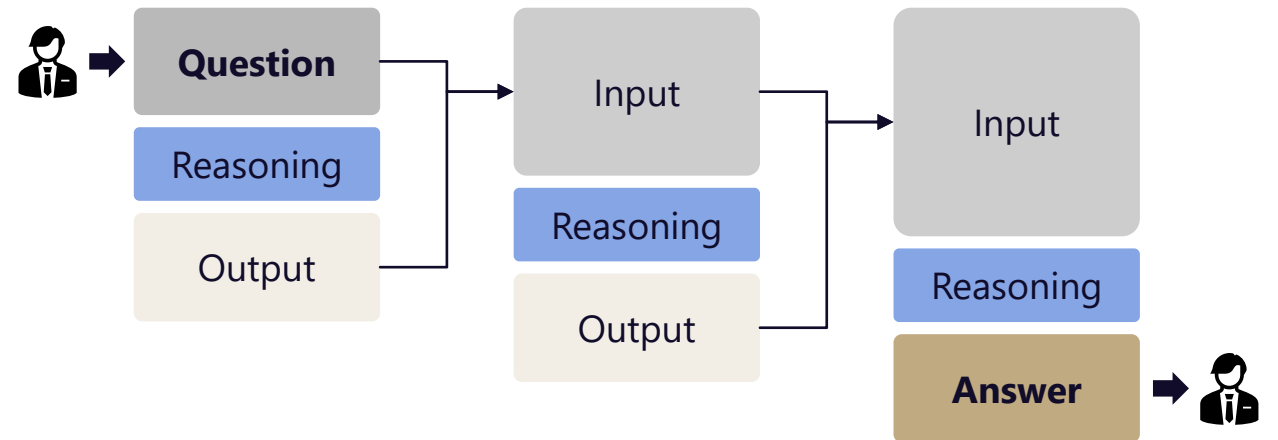 Question
Reasoning
Output
Input
Reasoning
Output
Input
Reasoning
Answer